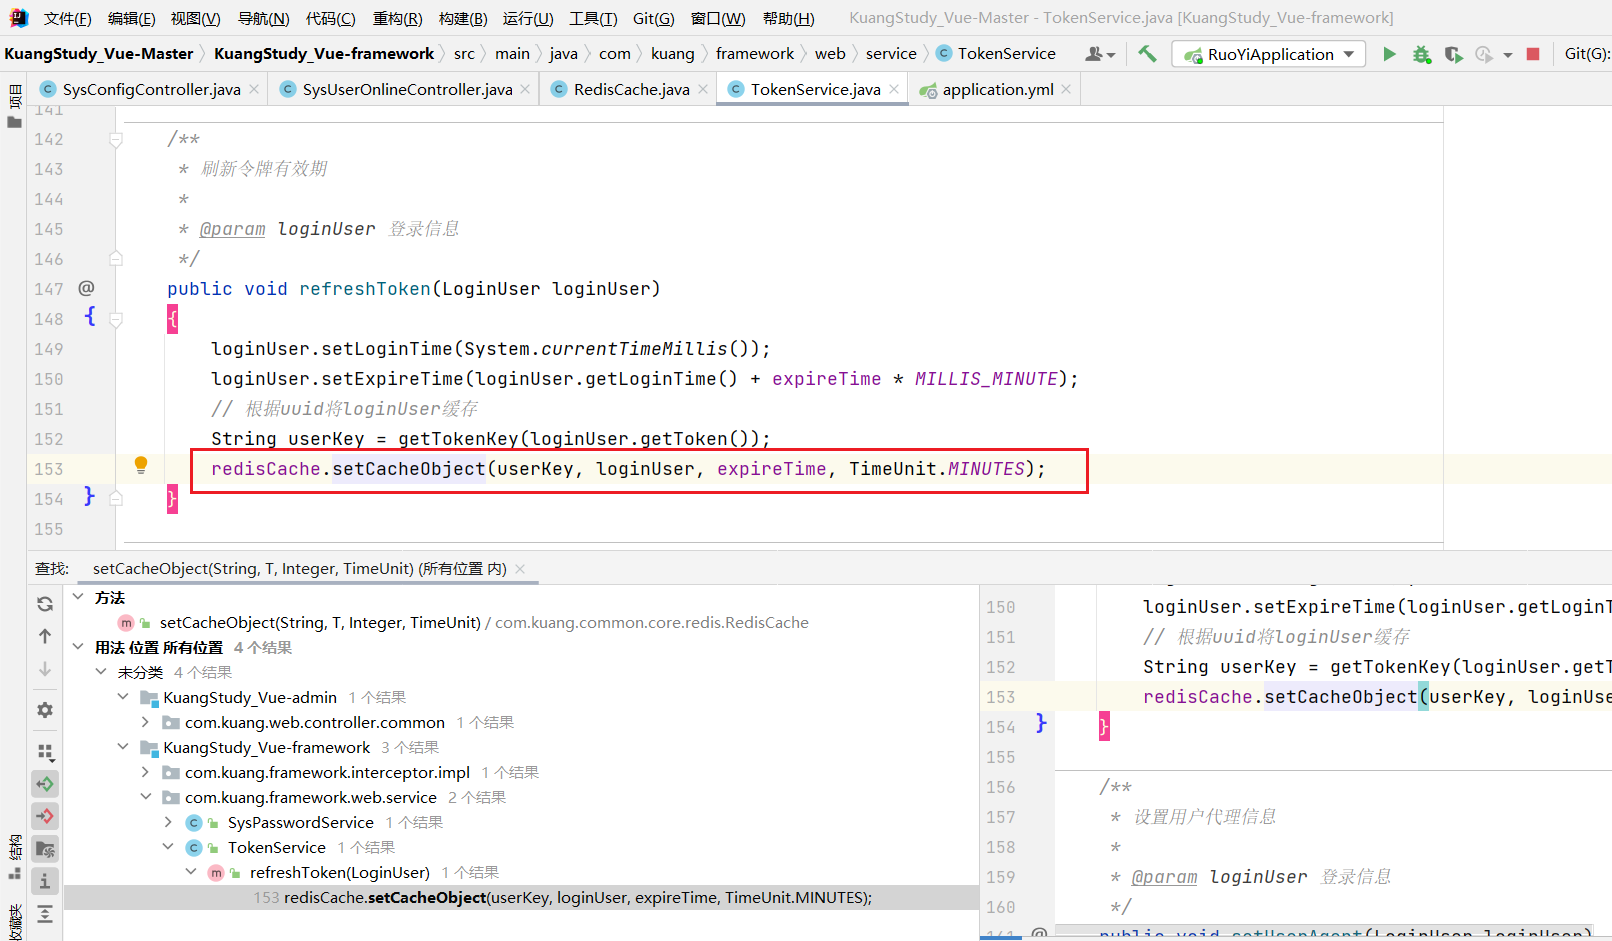 文件(F) 编辑(E) 视图(V) 导航(N) 代码(C) 重构(R) 构建(B) 运行(U) 工具(T) Git(G) 窗口(W) 帮助(H) KuangStudy_Vue-Master - TokenService.java [KuangStudy_Vue-framework]
KuangStudy_Vue-Master KuangStudy_Vue-framework src main java com kuang framework web service TokenService RuoYiApplication Git(G):
SysConfigController.java SysUserOnlineController.java RedisCache.java TokenService.java application.yml
项目
141
142 /**
143 * 刷新令牌有效期
144 *
145 * @param loginUser 登录信息
146 */
147 @ public void refreshToken(LoginUser loginUser)
148 {
149 loginUser.setLoginTime(System.currentTimeMillis());
150 loginUser.setExpireTime(loginUser.getLoginTime() + expireTime * MILLIS_MINUTE);
151 // 根据uuid将loginUser缓存
152 String userKey = getTokenKey(loginUser.getToken());
153 redisCache.setCacheObject(userKey, loginUser, expireTime, TimeUnit.MINUTES);
154 }
155
查找: setCacheObject(String, T, Integer, TimeUnit) (所有位置 内)
方法
setCacheObject(String, T, Integer, TimeUnit) / com.kuang.common.core.redis.RedisCache
用法 位置 所有位置 4 个结果
未分类 4 个结果
KuangStudy_Vue-admin 1 个结果
com.kuang.web.controller.common 1 个结果
KuangStudy_Vue-framework 3 个结果
com.kuang.framework.interceptor.impl 1 个结果
com.kuang.framework.web.service 2 个结果
SysPasswordService 1 个结果
TokenService 1 个结果
refreshToken(LoginUser) 1 个结果
153 redisCache.setCacheObject(userKey, loginUser, expireTime, TimeUnit.MINUTES);
结构
收藏夹
150 loginUser.setExpireTime(loginUser.getLoginT
151 // 根据uuid将loginUser缓存
152 String userKey = getTokenKey(loginUser.getT
153 redisCache.setCacheObject(userKey, loginUse
154 }
155
156 /**
157 * 设置用户代理信息
158 *
159 * @param loginUser 登录信息
160 */
161 @ public void setUserAgent(LoginUser loginUser)